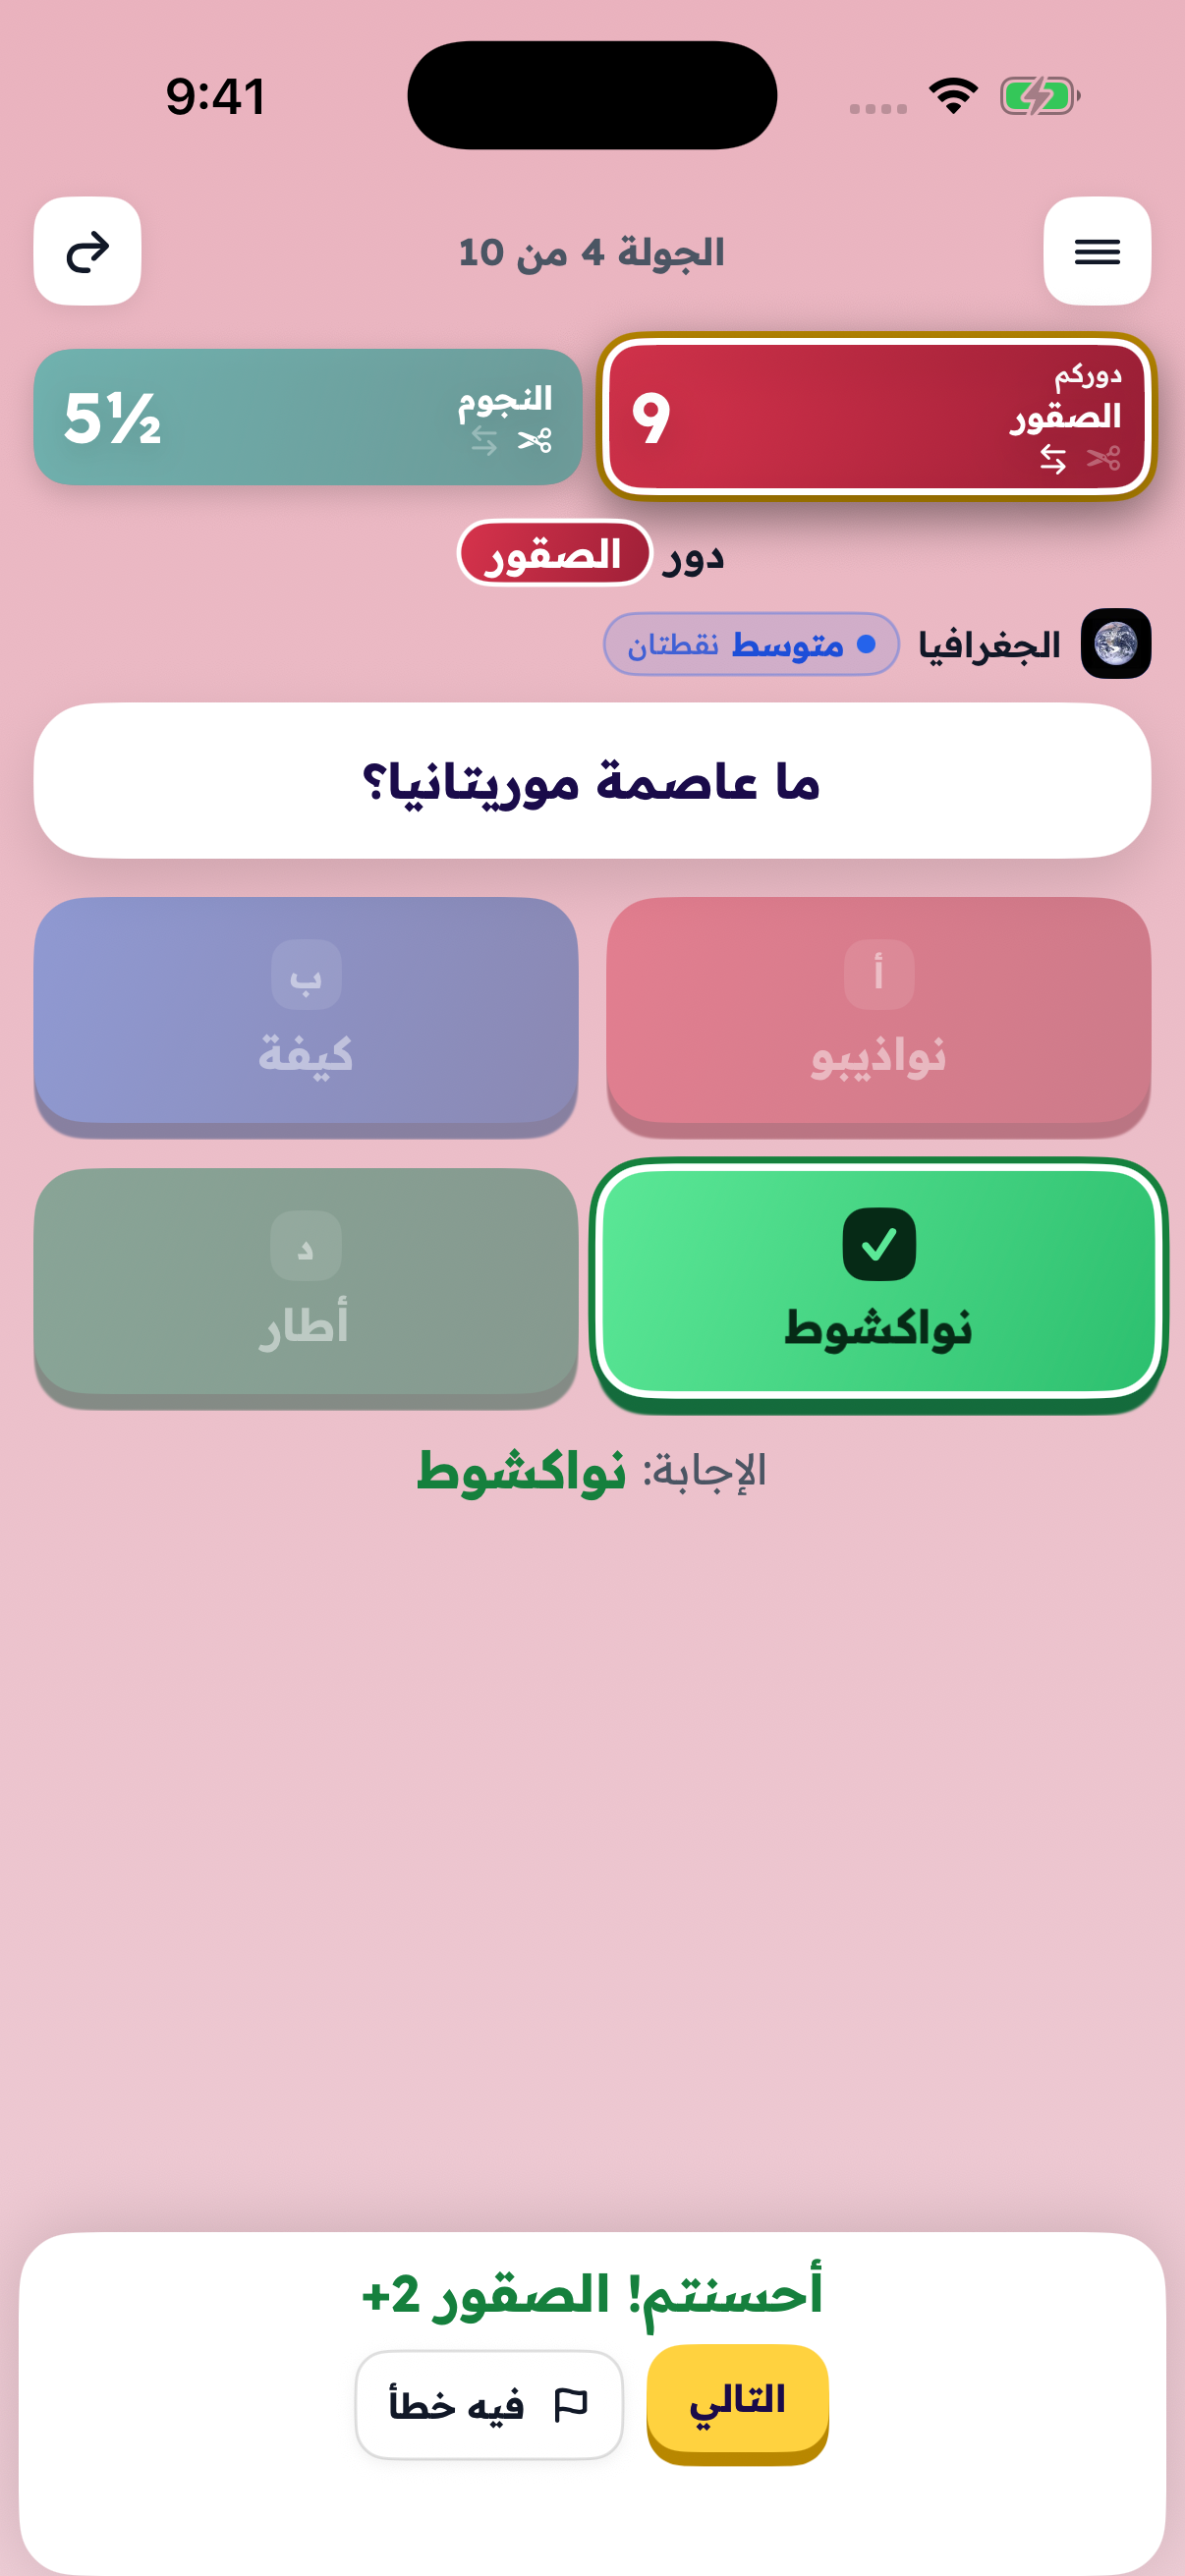 9:41
الجولة 4 من 10
دوركم
الصقور
9
النجوم
5½
دور الصقور
الجغرافيا
متوسط نقطتان
ما عاصمة موريتانيا؟
أ
نواذيبو
ب
كيفة
نواكشوط
د
أطار
الإجابة: نواكشوط
أحسنتم! الصقور 2+
التالي
فيه خطأ